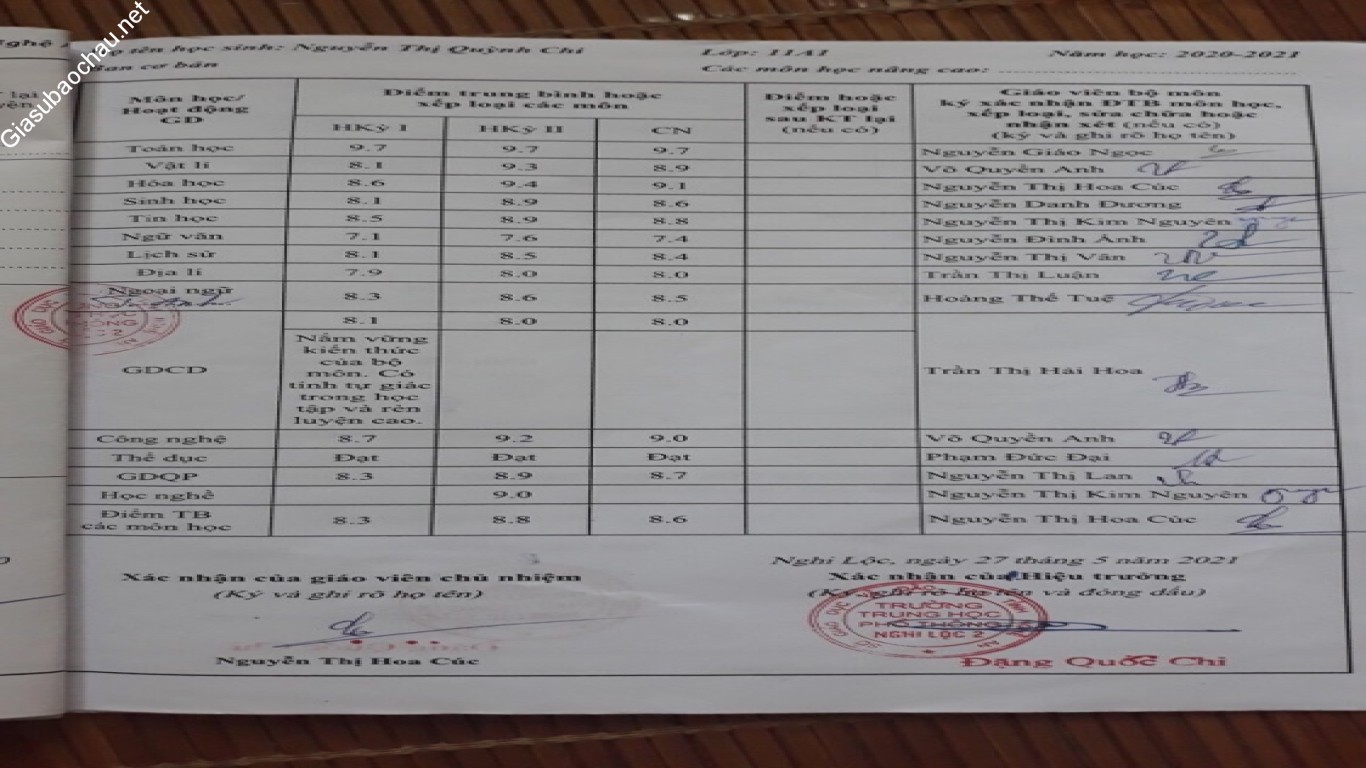 Giasubaochau.net
Nghệ A
ọ tên học sinh: Nguyễn Thị Quỳnh Chi Lớp: 11A1 Năm học: 2020-2021
Ban cơ bản Các môn học nâng cao:
Môn học/ Hoạt động GD Điểm trung bình hoặc xếp loại các môn Điểm hoặc xếp loại sau KT lại (nếu có) Giáo viên bộ môn ký xác nhận ĐTB môn học, xếp loại, sửa chữa hoặc nhận xét (nếu có) (ký và ghi rõ họ tên)
HKỳ I HKỳ II CN
Toán học 9.7 9.7 9.7 Nguyễn Giáo Ngọc
Vật lí 8.1 9.3 8.9 Võ Quyền Anh
Hóa học 8.6 9.4 9.1 Nguyễn Thị Hoa Cúc
Sinh học 8.1 8.9 8.6 Nguyễn Danh Đương
Tin học 8.5 8.9 8.8 Nguyễn Thị Kim Nguyên
Ngữ văn 7.1 7.6 7.4 Nguyễn Đình Ánh
Lịch sử 8.1 8.5 8.4 Nguyễn Thị Vân
Địa lí 7.9 8.0 8.0 Trần Thị Luận
Ngoại ngữ 8.3 8.6 8.5 Hoàng Thế Tuệ
8.1 8.0 8.0
GDCD Nắm vững kiến thức của bộ môn. Có tính tự giác trong học tập và rèn luyện cao. Trần Thị Hải Hoa
Công nghệ 8.7 9.2 9.0 Võ Quyền Anh
Thể dục Đạt Đạt Đạt Phạm Đức Đại
GDQP 8.3 8.9 8.7 Nguyễn Thị Lan
Học nghề 9.0 Nguyễn Thị Kim Nguyên
Điểm TB các môn học 8.3 8.8 8.6 Nguyễn Thị Hoa Cúc
Nghi Lộc, ngày 27 tháng 5 năm 2021
Xác nhận của giáo viên chủ nhiệm Xác nhận của Hiệu trưởng
(Ký và ghi rõ họ tên) (Ký, ghi rõ họ tên và đóng dấu)
TRƯỜNG
TRUNG HỌC
PHỔ THÔNG
NGHI LỘC 2
Nguyễn Thị Hoa Cúc Đặng Quốc Chi